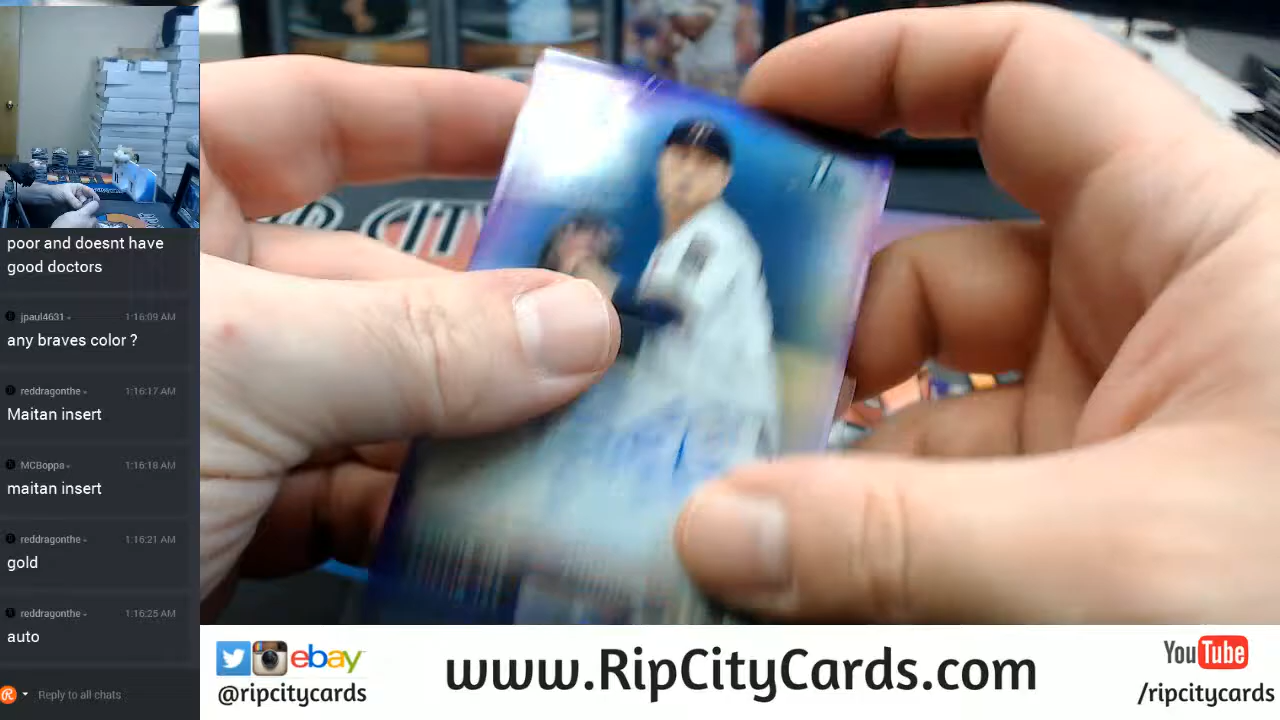 poor and doesnt have
good doctors
jpaul4631
1:16:09 AM
any braves color ?
reddragonthe
1:16:17 AM
Maitan insert
MCBoppa
1:16:18 AM
maitan insert
reddragonthe
1:16:21 AM
gold
reddragonthe
1:16:25 AM
auto
Reply to all chats
CITY
ebay
@ripcitycards
www.RipCityCards.com
YouTube
/ripcitycards